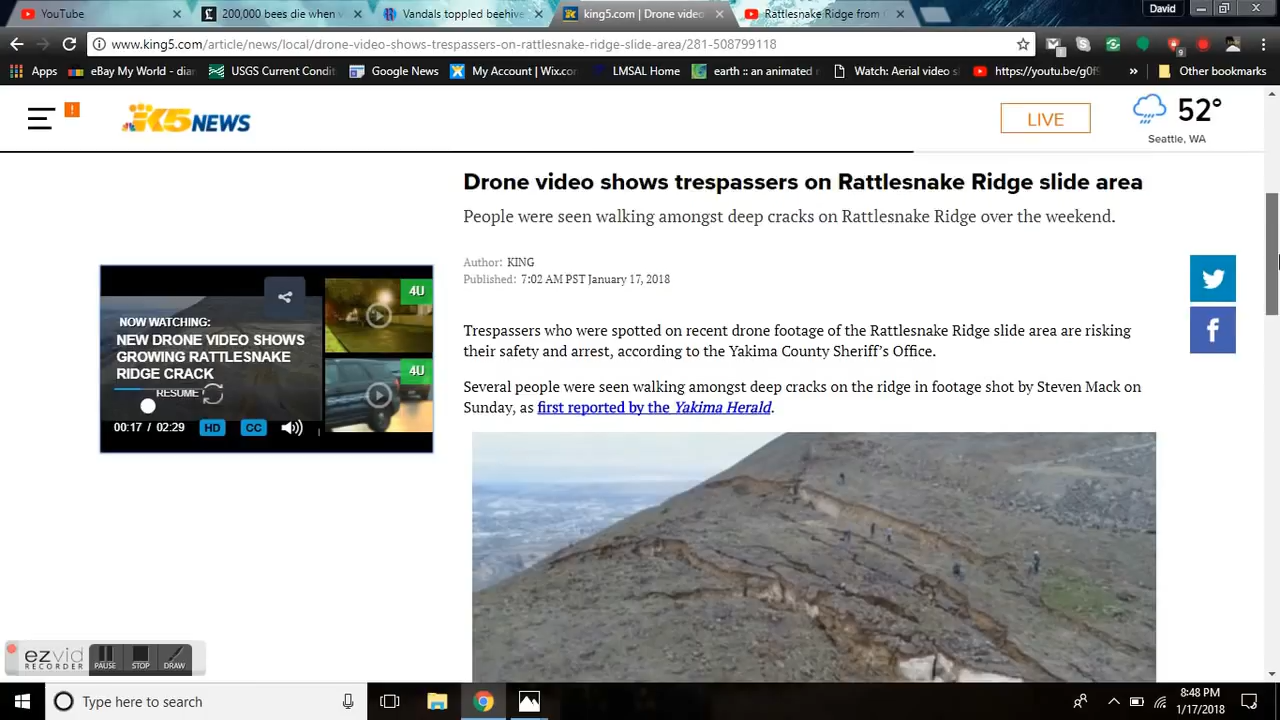 YouTube
200,000 bees die when v
Vandals toppled beehive
king5.com | Drone video
Rattlesnake Ridge from
David
www.king5.com/article/news/local/drone-video-shows-trespassers-on-rattlesnake-ridge-slide-area/281-508799118
Apps
eBay My World - dian
USGS Current Condit
Google News
My Account | Wix.co
LMSAL Home
earth :: an animated
Watch: Aerial video s
https://youtu.be/g0f
»
Other bookmarks
K5 NEWS
LIVE
52°
Seattle, WA
Drone video shows trespassers on Rattlesnake Ridge slide area
People were seen walking amongst deep cracks on Rattlesnake Ridge over the weekend.
Author: KING
Published: 7:02 AM PST January 17, 2018
4U
NOW WATCHING:
NEW DRONE VIDEO SHOWS
GROWING RATTLESNAKE
RIDGE CRACK
RESUME
4U
00:17 / 02:29
HD
CC
Trespassers who were spotted on recent drone footage of the Rattlesnake Ridge slide area are risking
their safety and arrest, according to the Yakima County Sheriff's Office.
Several people were seen walking amongst deep cracks on the ridge in footage shot by Steven Mack on
Sunday, as first reported by the Yakima Herald.
ezvid
RECORDER
PAUSE
STOP
DRAW
Type here to search
8:48 PM
1/17/2018